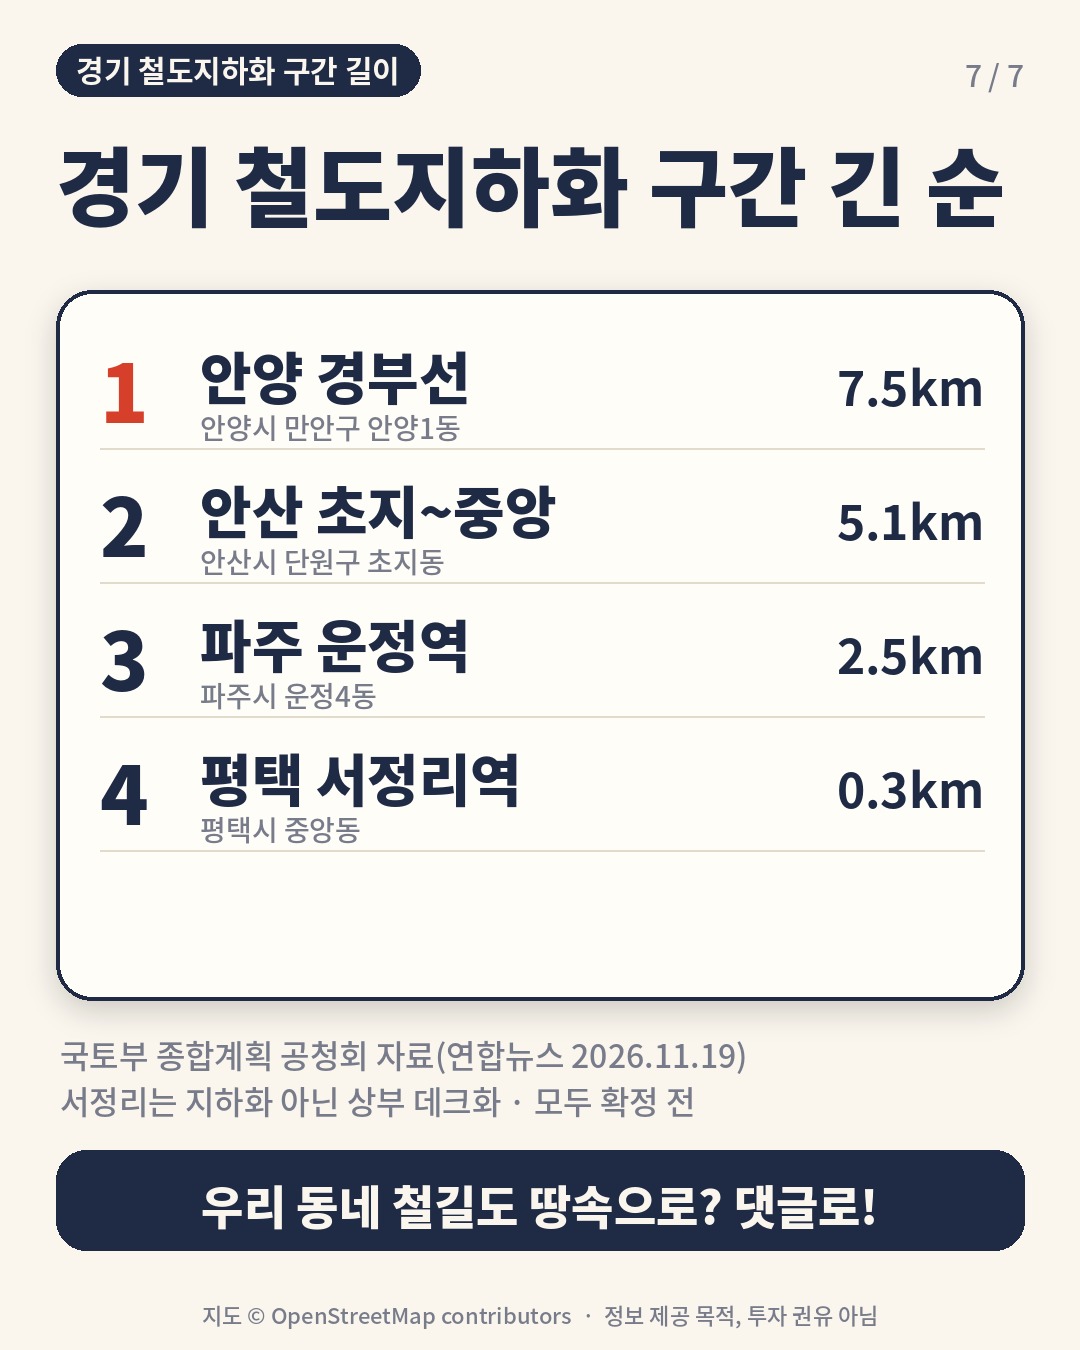 경기 철도지하화 구간 길이
7 / 7
경기 철도지하화 구간 긴 순
1
안양 경부선
안양시 만안구 안양1동
7.5km
2
안산 초지~중앙
안산시 단원구 초지동
5.1km
3
파주 운정역
파주시 운정4동
2.5km
4
평택 서정리역
평택시 중앙동
0.3km
국토부 종합계획 공청회 자료(연합뉴스 2026.11.19)
서정리는 지하화 아닌 상부 데크화 · 모두 확정 전
우리 동네 철길도 땅속으로? 댓글로!
지도 © OpenStreetMap contributors · 정보 제공 목적, 투자 권유 아님